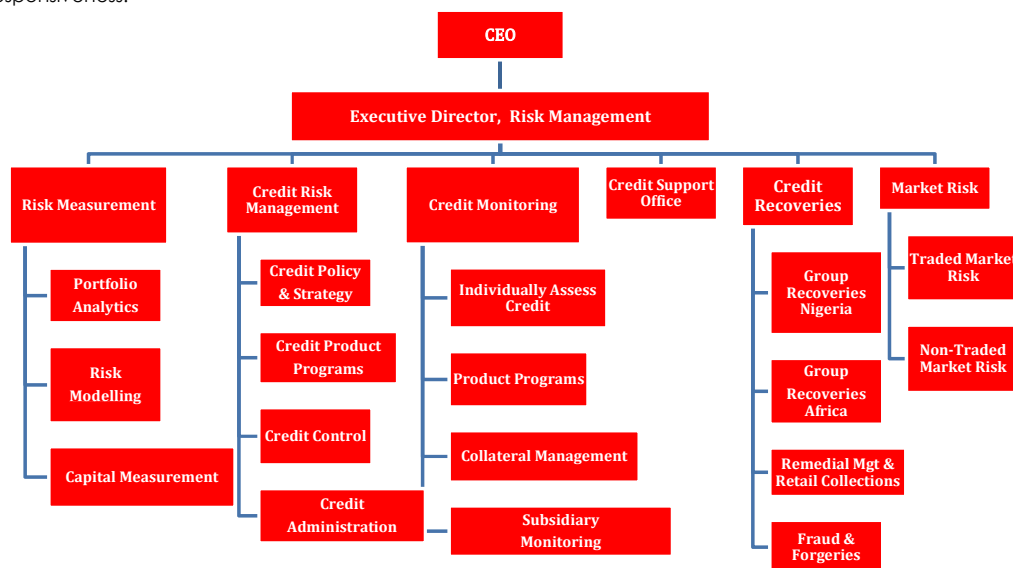 sponsiveness.
CEO
Executive Director, Risk Management
Risk Measurement
Credit Risk
Management
Credit Monitoring
Credit Support
Office
Credit
Recoveries
Market Risk
Portfolio
Analytics
Risk
Modelling
Capital Measurement
Credit Policy
& Strategy
Credit Product
Programs
Credit Control
Credit
Administration
Individually Assess
Credit
Product Programs
Collateral Management
Subsidiary
Monitoring
Group
Recoveries
Nigeria
Group
Recoveries
Africa
Remedial Mgt &
Retail Collections
Fraud &
Forgeries
Traded Market
Risk
Non-Traded
Market Risk